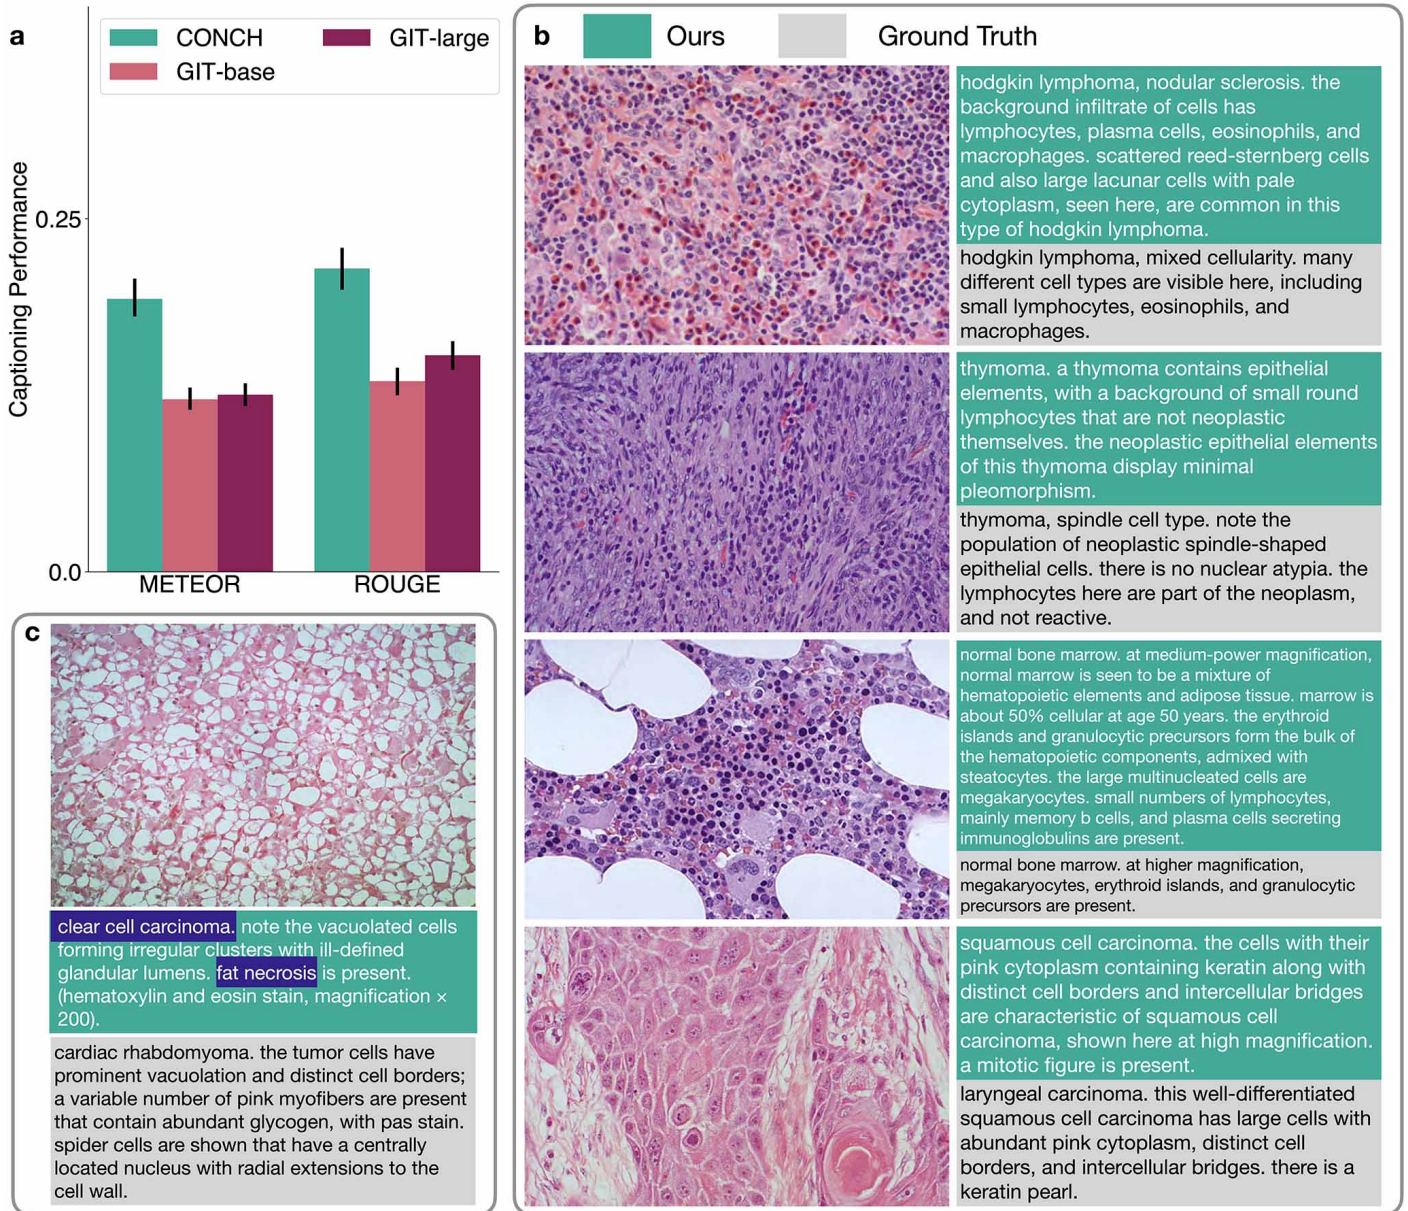 a
CONCH
GIT-base
GIT-large
Captioning Performance
0.25
0.0
METEOR
ROUGE
b
Ours
Ground Truth
hodgkin lymphoma, nodular sclerosis. the
background infiltrate of cells has
lymphocytes, plasma cells, eosinophils, and
macrophages. scattered reed-sternberg cells
and also large lacunar cells with pale
cytoplasm, seen here, are common in this
type of hodgkin lymphoma.
hodgkin lymphoma, mixed cellularity. many
different cell types are visible here, including
small lymphocytes, eosinophils, and
macrophages.
thymoma. a thymoma contains epithelial
elements, with a background of small round
lymphocytes that are not neoplastic
themselves. the neoplastic epithelial elements
of this thymoma display minimal
pleomorphism.
thymoma, spindle cell type. note the
population of neoplastic spindle-shaped
epithelial cells. there is no nuclear atypia. the
lymphocytes here are part of the neoplasm,
and not reactive.
normal bone marrow. at medium-power magnification,
normal marrow is seen to be a mixture of
hematopoietic elements and adipose tissue. marrow is
about 50% cellular at age 50 years. the erythroid
islands and granulocytic precursors form the bulk of
the hematopoietic components, admixed with
steatocytes. the large multinucleated cells are
megakaryocytes. small numbers of lymphocytes,
mainly memory b cells, and plasma cells secreting
immunoglobulins are present.
normal bone marrow. at higher magnification,
megakaryocytes, erythroid islands, and granulocytic
precursors are present.
squamous cell carcinoma. the cells with their
pink cytoplasm containing keratin along with
distinct cell borders and intercellular bridges
are characteristic of squamous cell
carcinoma, shown here at high magnification.
a mitotic figure is present.
laryngeal carcinoma. this well-differentiated
squamous cell carcinoma has large cells with
abundant pink cytoplasm, distinct cell
borders, and intercellular bridges. there is a
keratin pearl.
c
clear cell carcinoma. note the vacuolated cells
forming irregular clusters with ill-defined
glandular lumens. fat necrosis is present.
(hematoxylin and eosin stain, magnification ×
200).
cardiac rhabdomyoma. the tumor cells have
prominent vacuolation and distinct cell borders;
a variable number of pink myofibers are present
that contain abundant glycogen, with pas stain.
spider cells are shown that have a centrally
located nucleus with radial extensions to the
cell wall.